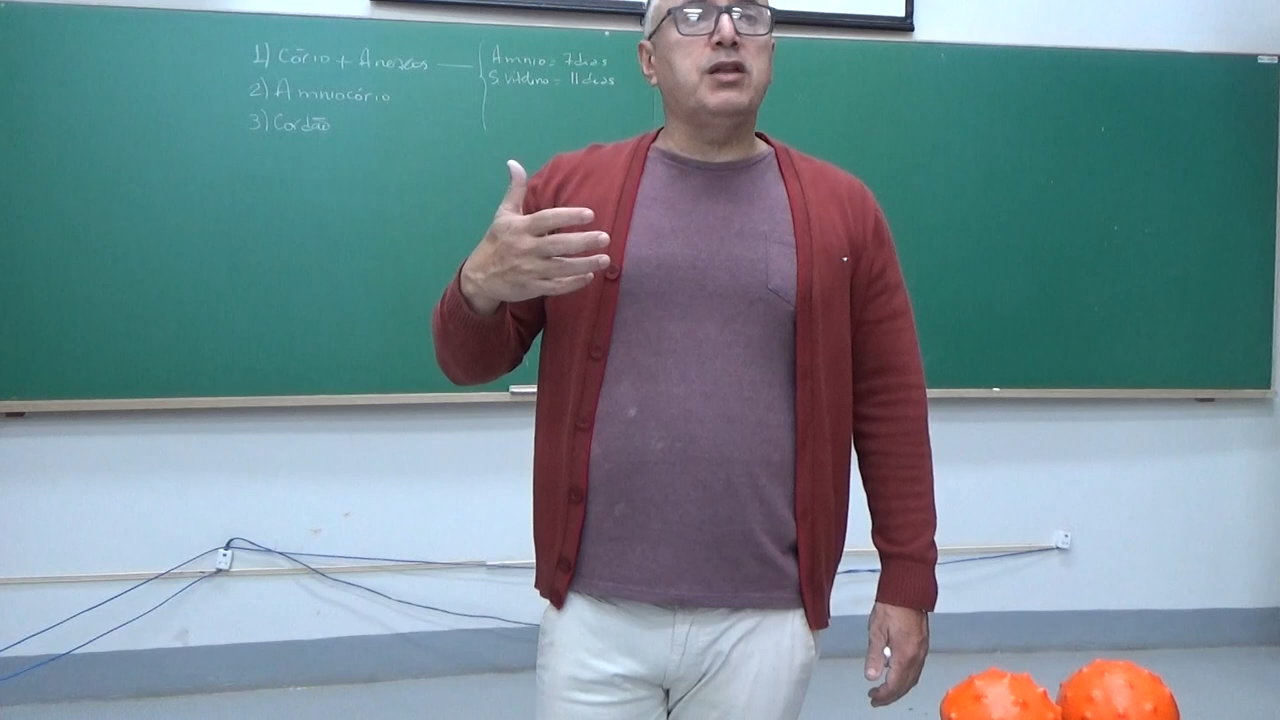 1) Cório + Anexos — { Amnio = 7 dias
S. Vitelino = 11 dias
2) Amniocório
3) Cordão